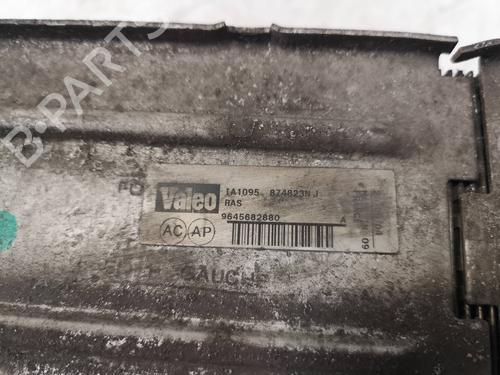 B-PARTS
Valeo IA1095 874823N J
RAS
9645682880 A
AC AP
GAUCHE